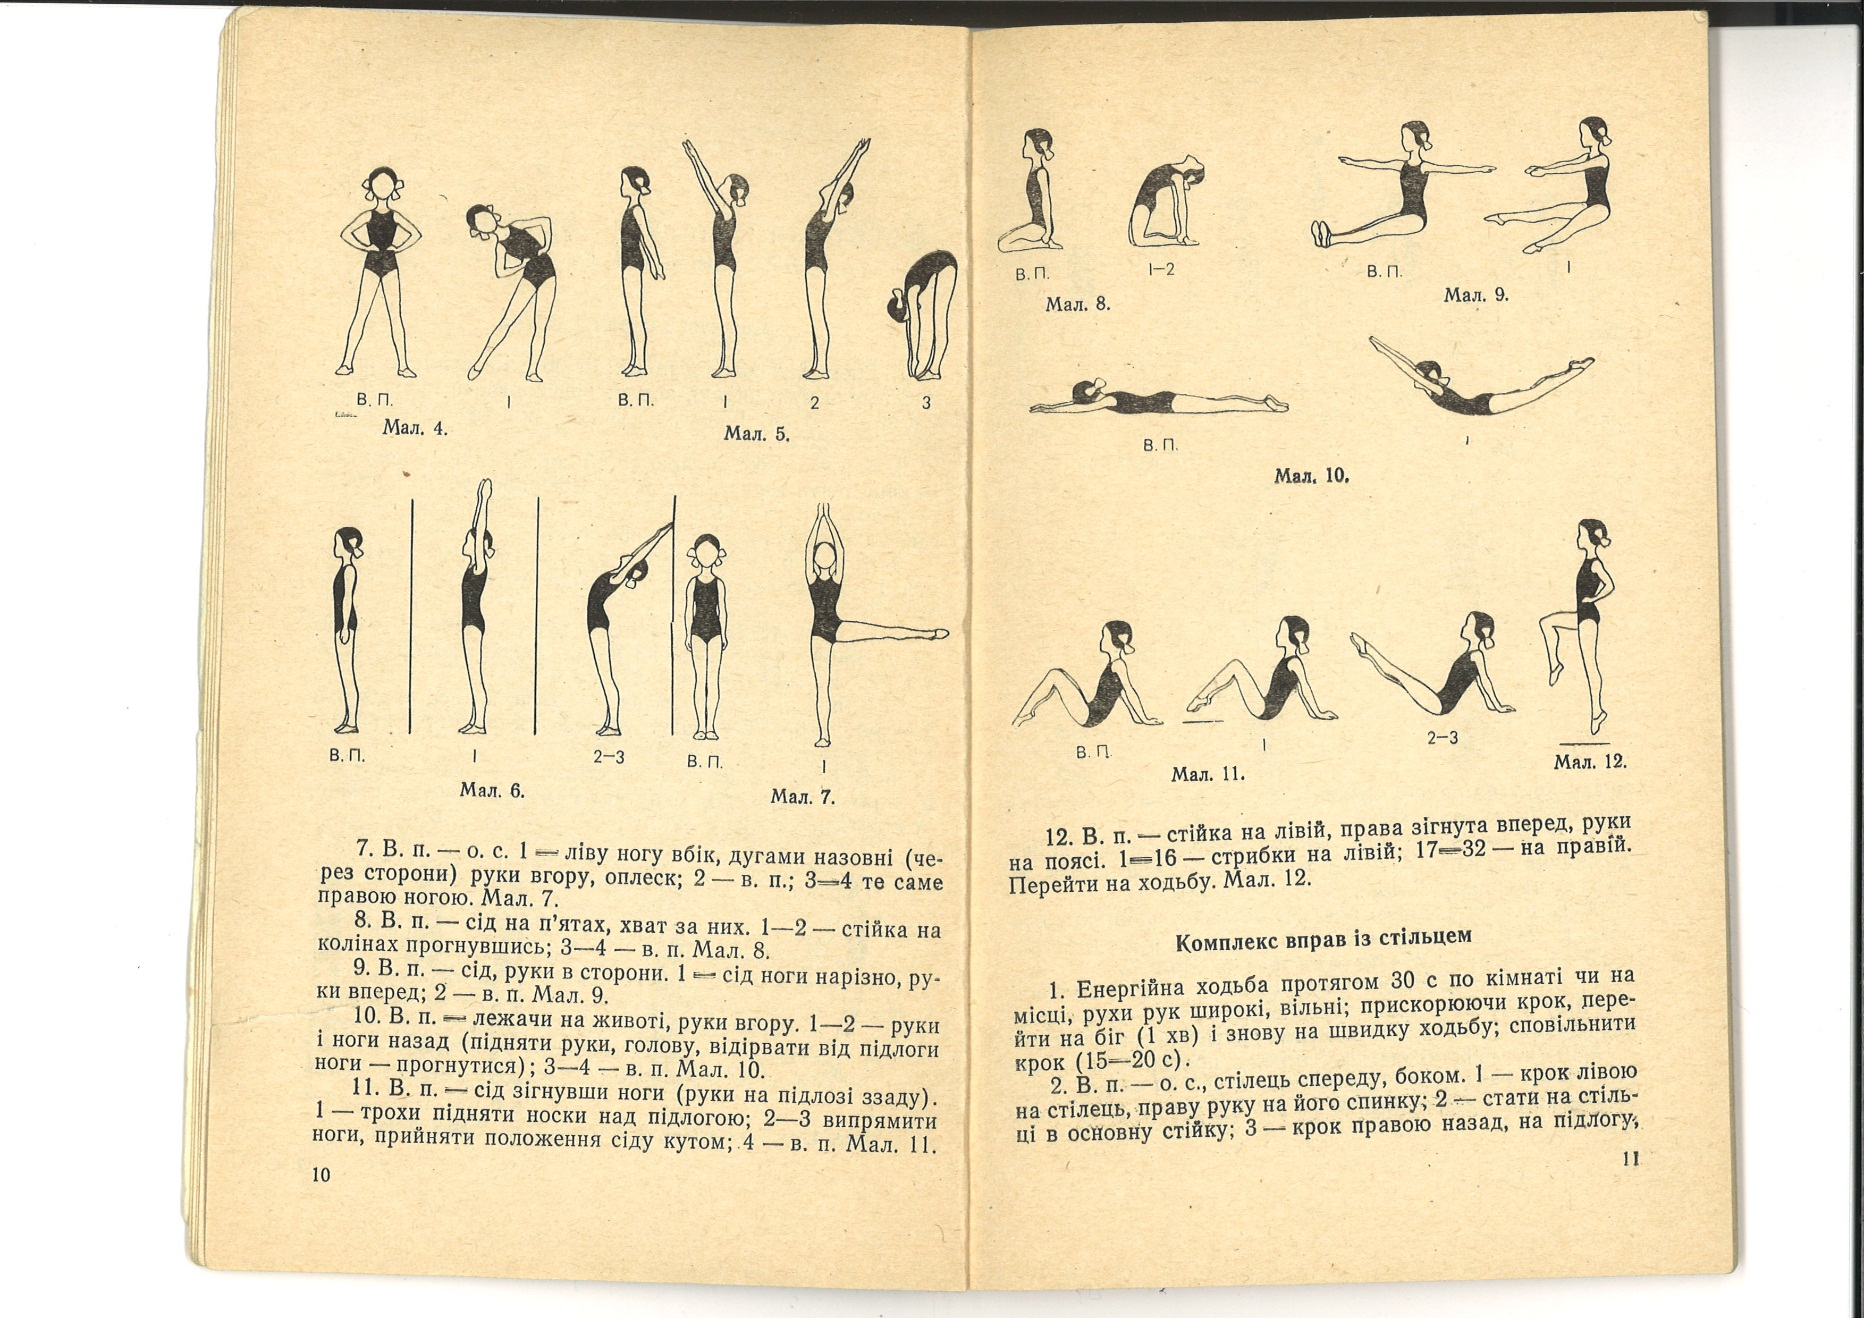 В. П.
1
Мал. 4.
В. П.
1
2
3
Мал. 5.
В. П.
1
2—3
Мал. 6.
В. П.
1
Мал. 7.
7. В. п. — о. с. 1 — ліву ногу вбік, дугами назовні (че-
рез сторони) руки вгору, оплеск; 2 — в. п.; 3—4 те саме
правою ногою. Мал. 7.
8. В. п. — сід на п'ятах, хват за них. 1—2 — стійка на
колінах прогнувшись; 3—4 — в. п. Мал. 8.
9. В. п. — сід, руки в сторони. 1 — сід ноги нарізно, ру-
ки вперед; 2 — в. п. Мал. 9.
10. В. п. — лежачи на животі, руки вгору. 1—2 — руки
і ноги назад (підняти руки, голову, відірвати від підлоги
ноги — прогнутися); 3—4 — в. п. Мал. 10.
11. В. п. — сід зігнувши ноги (руки на підлозі ззаду).
1 — трохи підняти носки над підлогою; 2—3 випрямити
ноги, прийняти положення сіду кутом; 4 — в. п. Мал. 11.
10
В. П.
1—2
Мал. 8.
В. П.
1
Мал. 9.
В. П.
1
Мал. 10.
В. П.
1
2—3
Мал. 11.
Мал. 12.
12. В. п. — стійка на лівій, права зігнута вперед, руки
на поясі. 1—16 — стрибки на лівій; 17—32 — на правій.
Перейти на ходьбу. Мал. 12.
Комплекс вправ із стільцем
1. Енергійна ходьба протягом 30 с по кімнаті чи на
місці, рухи рук широкі, вільні; прискорюючи крок, пере-
йти на біг (1 хв) і знову на швидку ходьбу; сповільнити
крок (15—20 с).
2. В. п. — о. с., стілець спереду, боком. 1 — крок лівою
на стілець, праву руку на його спинку; 2 — стати на стіль-
ці в основну стійку; 3 — крок правою назад, на підлогу,
11